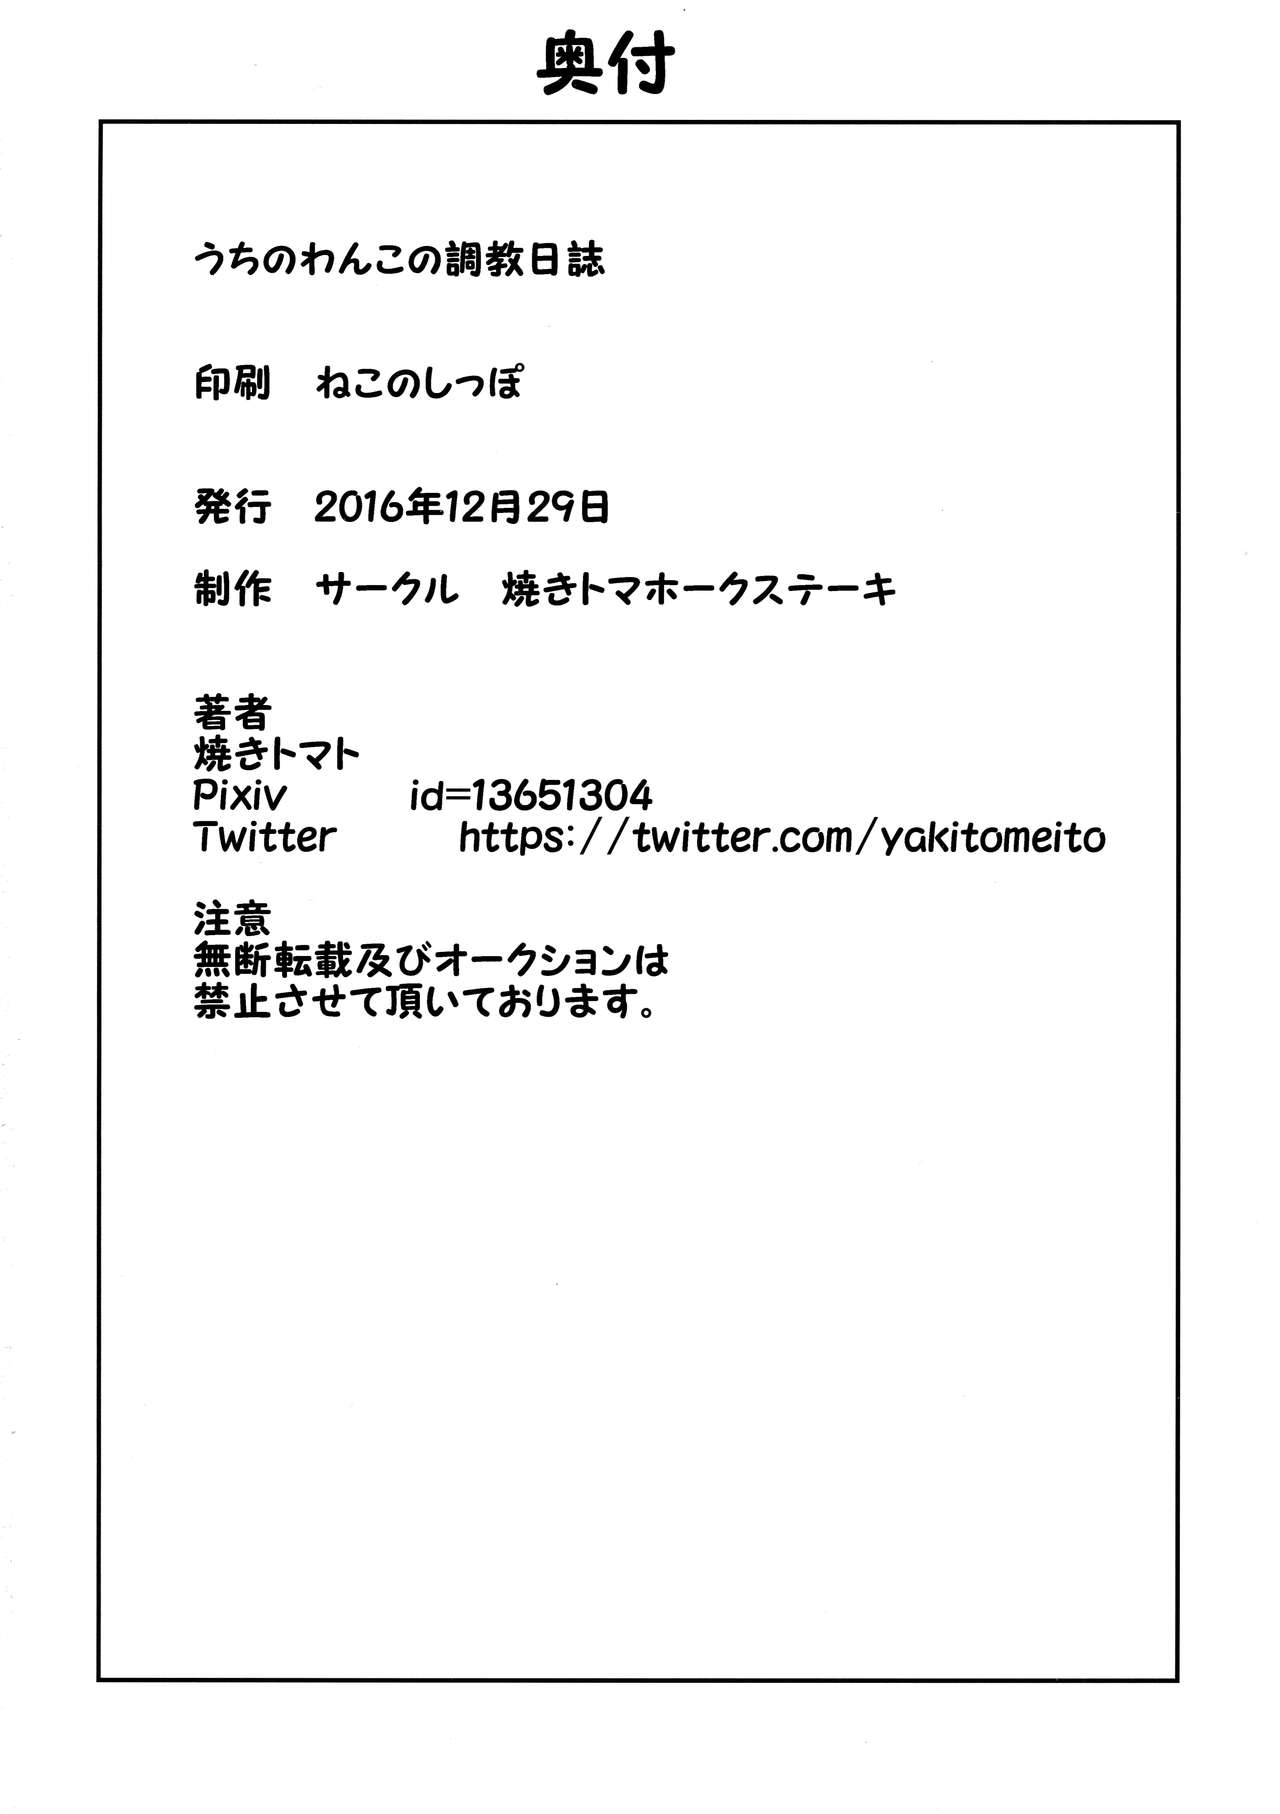 奥付
うちのわんこの調教日誌
印刷　ねこのしっぽ
発行　2016年12月29日
制作　サークル　焼きトマホークステーキ
著者
焼きトマト
Pixiv　　　id=13651304
Twitter　　　https://twitter.com/yakitomeito
注意
無断転載及びオークションは
禁止させて頂いております。